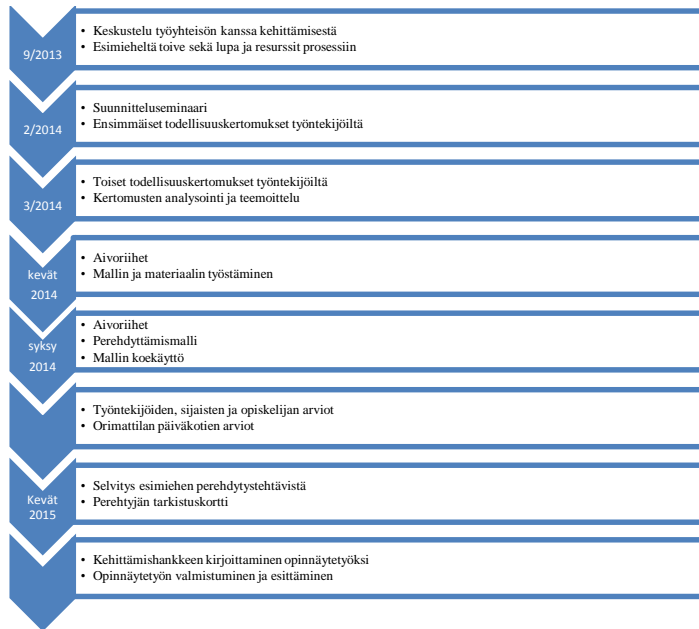 9/2013
• Keskustelu työyhteisön kanssa kehittämisestä
• Esimieheltä toive sekä lupa ja resurssit prosessiin
2/2014
• Suunnitteluseminaari
• Ensimmäiset todellisuuskertomukset työntekijöiltä
3/2014
• Toiset todellisuuskertomukset työntekijöiltä
• Kertomusten analysointi ja teemoittelu
kevät
2014
• Aivoriihet
• Mallin ja materiaalin työstäminen
syksy
2014
• Aivoriihet
• Perehdyttämismalli
• Mallin koekäyttö
• Työntekijöiden, sijaisten ja opiskelijan arviot
• Orimattilan päiväkotien arviot
Kevät
2015
• Selvitys esimiehen perehdytystehtävistä
• Perehtyjän tarkistuskortti
• Kehittämishankkeen kirjoittaminen opinnäytetyöksi
• Opinnäytetyön valmistuminen ja esittäminen